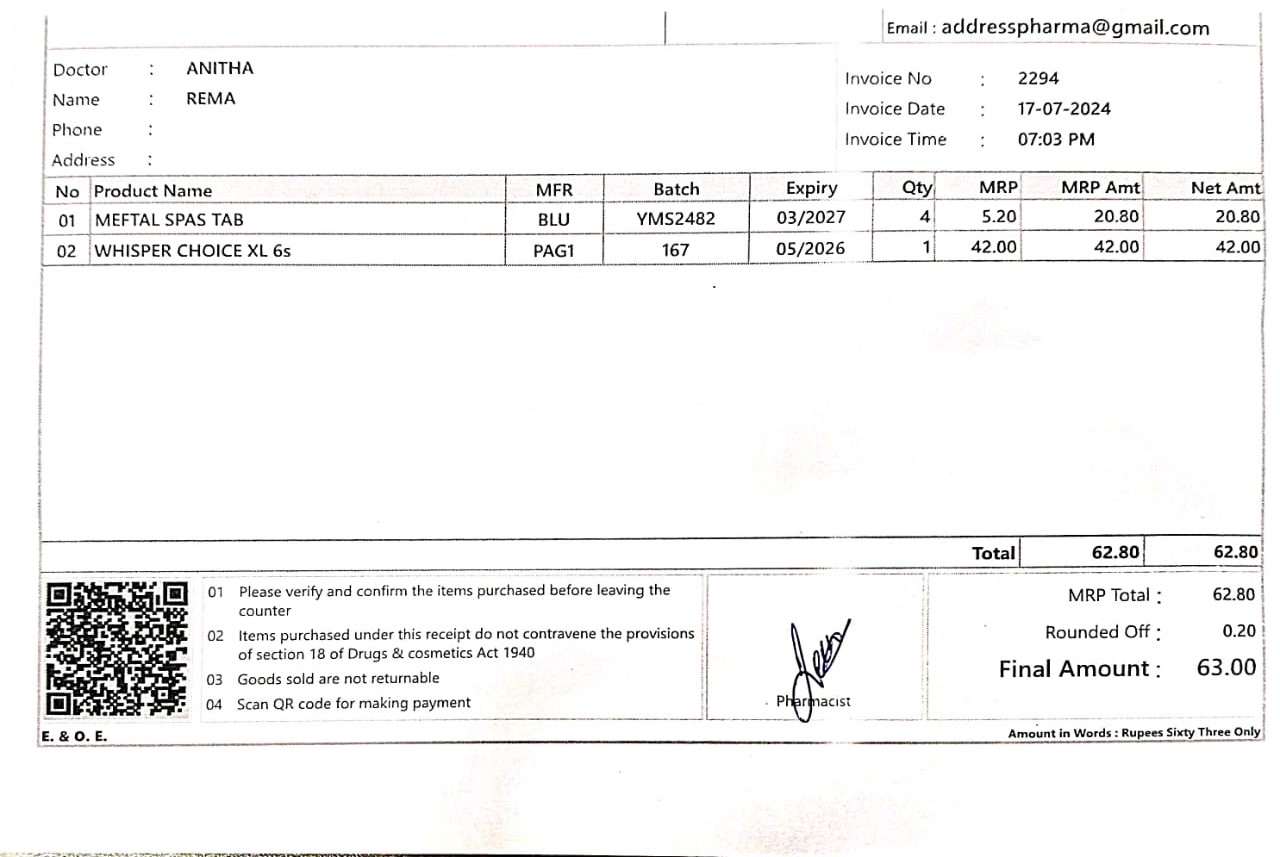 Email : addresspharma@gmail.com
Doctor : ANITHA
Name : REMA
Phone :
Address :
Invoice No : 2294
Invoice Date : 17-07-2024
Invoice Time : 07:03 PM
No Product Name MFR Batch Expiry Qty MRP MRP Amt Net Amt
01 MEFTAL SPAS TAB BLU YMS2482 03/2027 4 5.20 20.80 20.80
02 WHISPER CHOICE XL 6s PAG1 167 05/2026 1 42.00 42.00 42.00
Total 62.80 62.80
01 Please verify and confirm the items purchased before leaving the
counter
02 Items purchased under this receipt do not contravene the provisions
of section 18 of Drugs & cosmetics Act 1940
03 Goods sold are not returnable
04 Scan QR code for making payment
Pharmacist
MRP Total : 62.80
Rounded Off : 0.20
Final Amount : 63.00
E. & O. E.
Amount in Words : Rupees Sixty Three Only